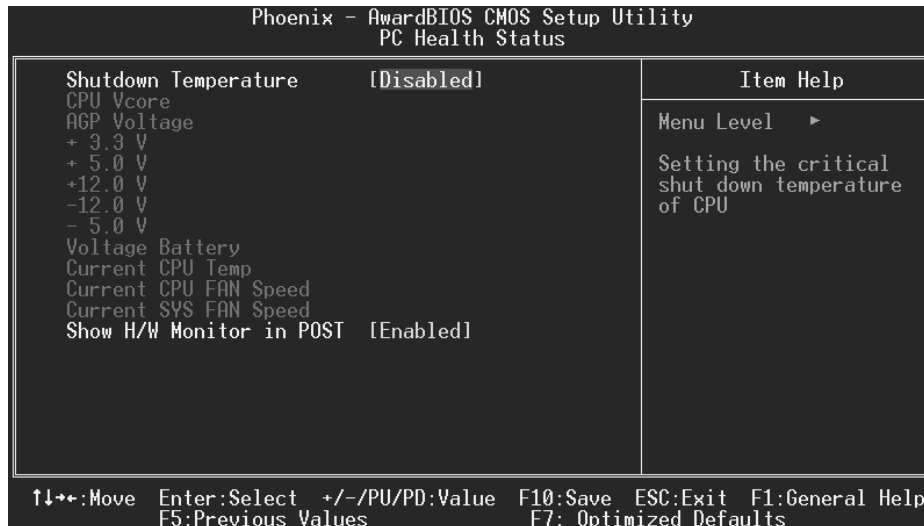 Phoenix - AwardBIOS CMOS Setup Utility
PC Health Status
Shutdown Temperature [Disabled]
CPU Vcore
AGP Voltage
+ 3.3 V
+ 5.0 V
+12.0 V
-12.0 V
- 5.0 V
Voltage Battery
Current CPU Temp
Current CPU FAN Speed
Current SYS FAN Speed
Show H/W Monitor in POST [Enabled]
Item Help
Menu Level ►
Setting the critical
shut down temperature
of CPU
↑↓→←:Move Enter:Select +/-/PU/PD:Value F10:Save ESC:Exit F1:General Help
F5:Previous Values F7: Optimized Defaults